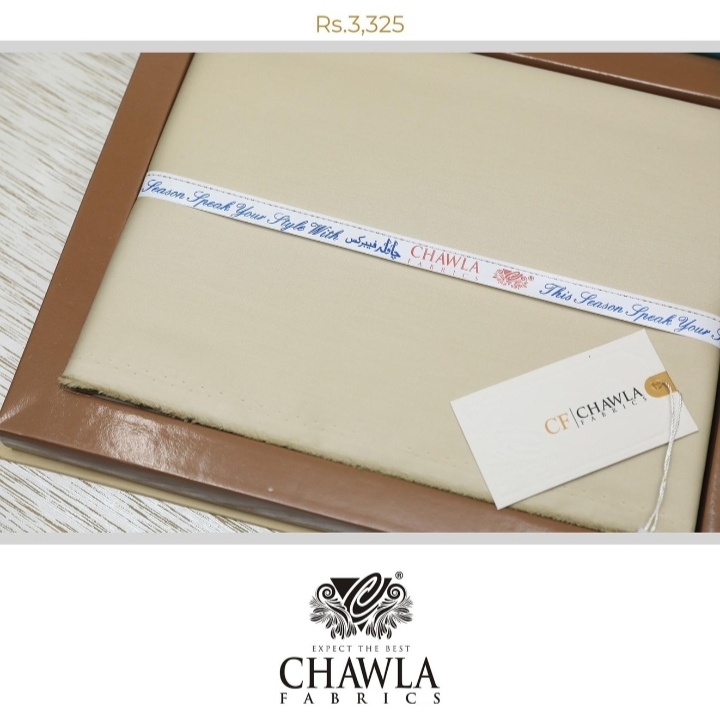 Rs.3,325
Season Speak Your Style With چاولہ فیبرکس CHAWLA FABRICS This Season Speak Your S
CF CHAWLA FABRICS
®
EXPECT THE BEST
CHAWLA
FABRICS